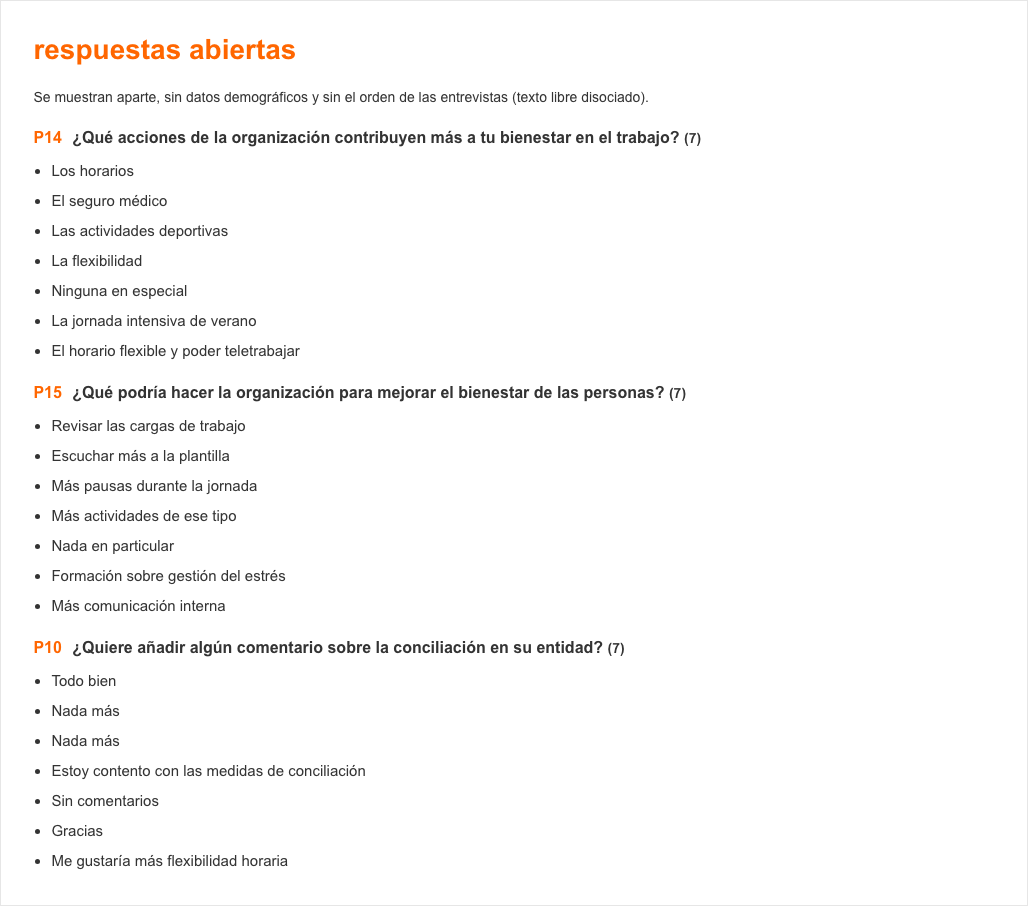 respuestas abiertas
Se muestran aparte, sin datos demográficos y sin el orden de las entrevistas (texto libre disociado).
P14 ¿Qué acciones de la organización contribuyen más a tu bienestar en el trabajo? (7)
• Los horarios
• El seguro médico
• Las actividades deportivas
• La flexibilidad
• Ninguna en especial
• La jornada intensiva de verano
• El horario flexible y poder teletrabajar
P15 ¿Qué podría hacer la organización para mejorar el bienestar de las personas? (7)
• Revisar las cargas de trabajo
• Escuchar más a la plantilla
• Más pausas durante la jornada
• Más actividades de ese tipo
• Nada en particular
• Formación sobre gestión del estrés
• Más comunicación interna
P10 ¿Quiere añadir algún comentario sobre la conciliación en su entidad? (7)
• Todo bien
• Nada más
• Nada más
• Estoy contento con las medidas de conciliación
• Sin comentarios
• Gracias
• Me gustaría más flexibilidad horaria